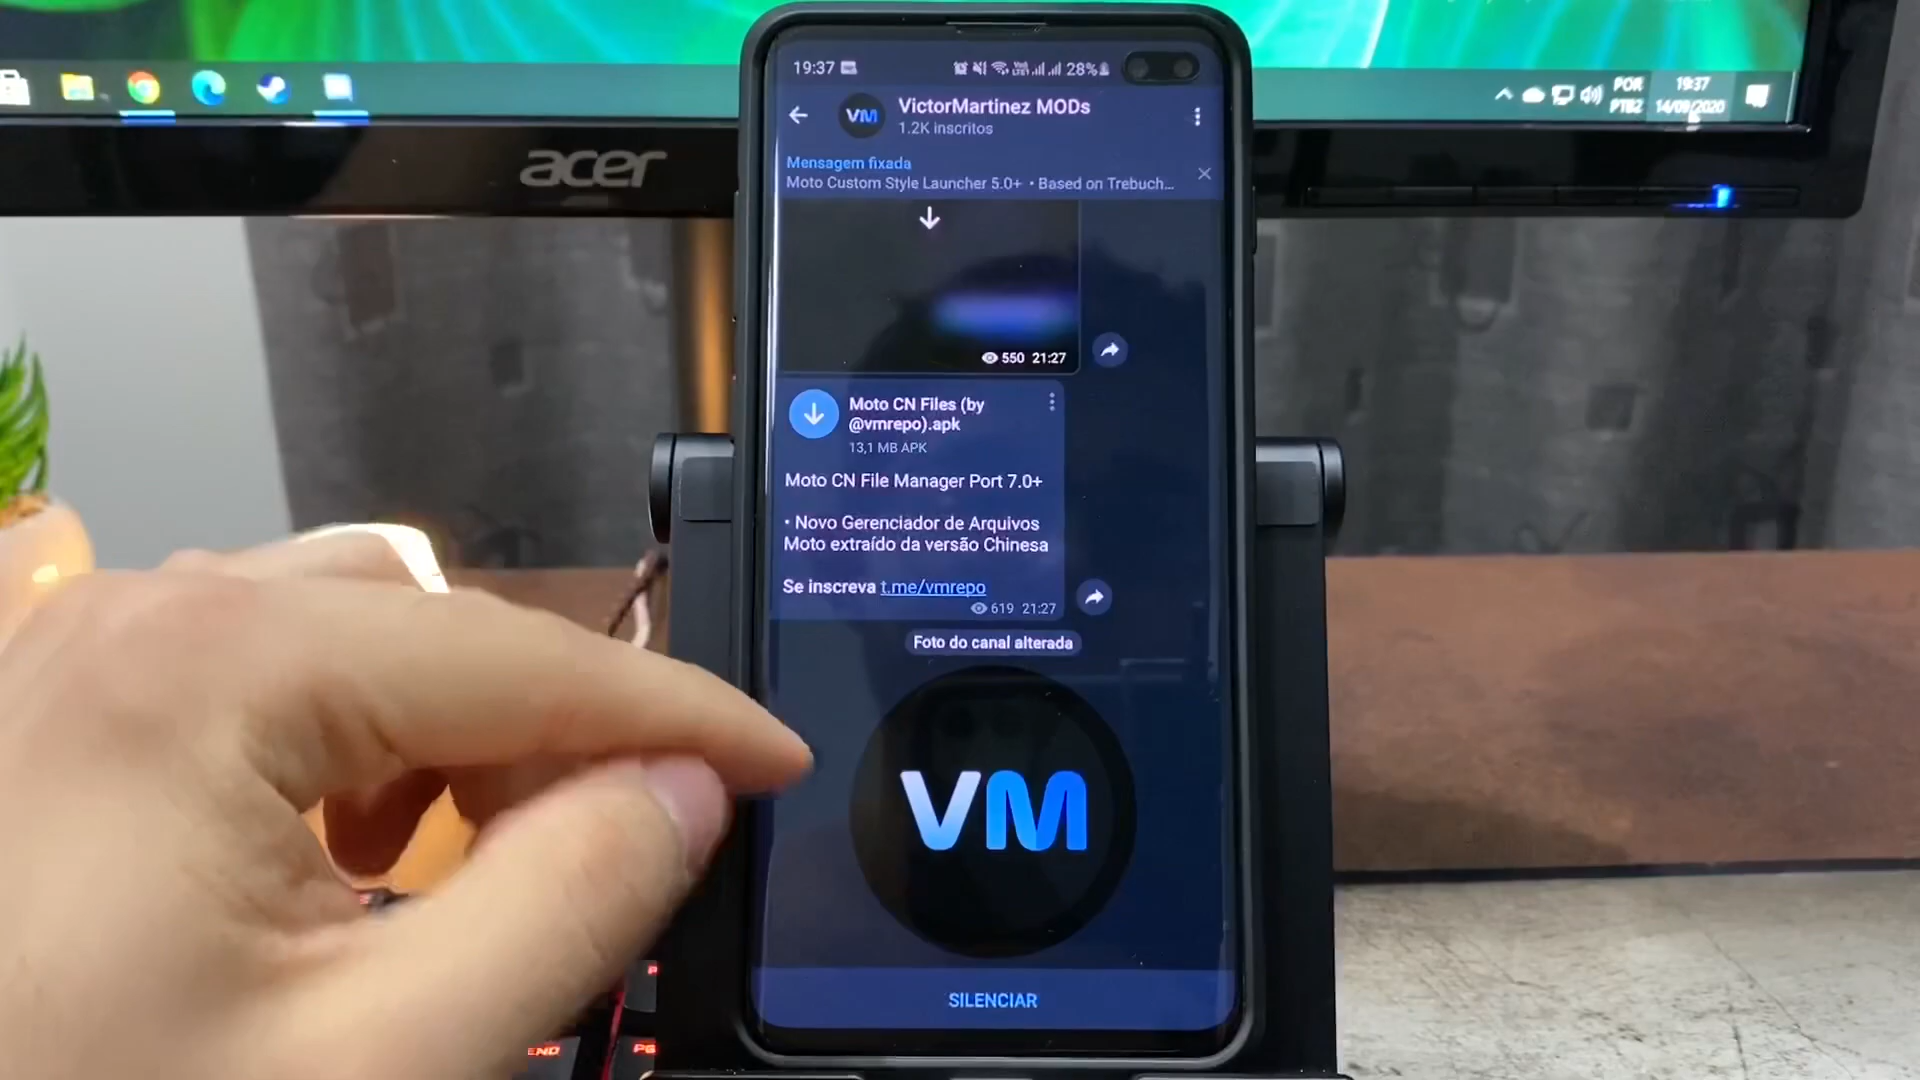 19:37
28%
POR
PTB2
19:37
14/09/2020
acer
VM
VictorMartinez MODs
1.2K inscritos
Mensagem fixada
Moto Custom Style Launcher 5.0+ • Based on Trebuch...
550 21:27
Moto CN Files (by
@vmrepo).apk
13,1 MB APK
Moto CN File Manager Port 7.0+
• Novo Gerenciador de Arquivos
Moto extraído da versão Chinesa
Se inscreva t.me/vmrepo
619 21:27
Foto do canal alterada
VM
SILENCIAR
END